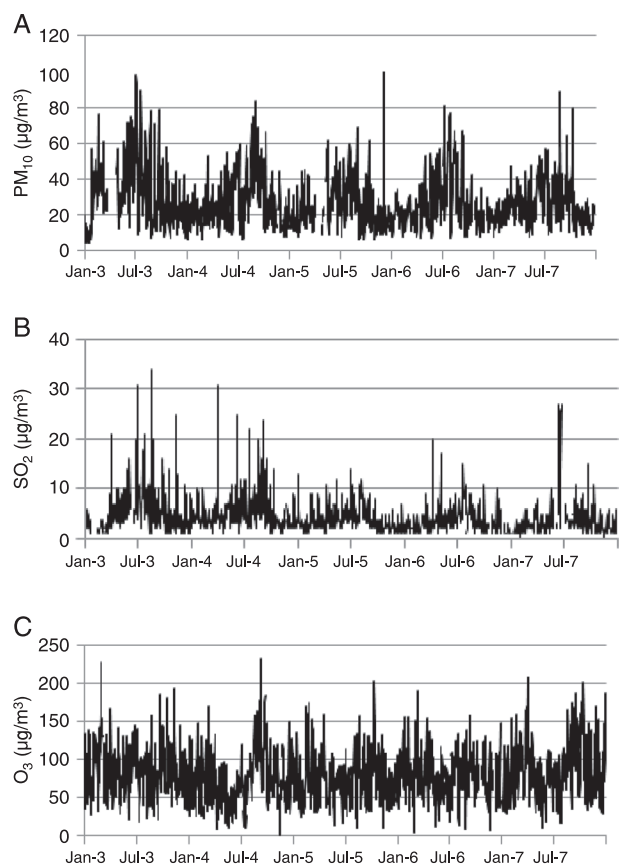 A
120
100
80
60
40
20
0
PM₁₀ (µg/m³)
Jan-3 Jul-3 Jan-4 Jul-4 Jan-5 Jul-5 Jan-6 Jul-6 Jan-7 Jul-7
B
40
30
20
10
0
SO₂ (µg/m³)
Jan-3 Jul-3 Jan-4 Jul-4 Jan-5 Jul-5 Jan-6 Jul-6 Jan-7 Jul-7
C
250
200
150
100
50
0
O₃ (µg/m³)
Jan-3 Jul-3 Jan-4 Jul-4 Jan-5 Jul-5 Jan-6 Jul-6 Jan-7 Jul-7